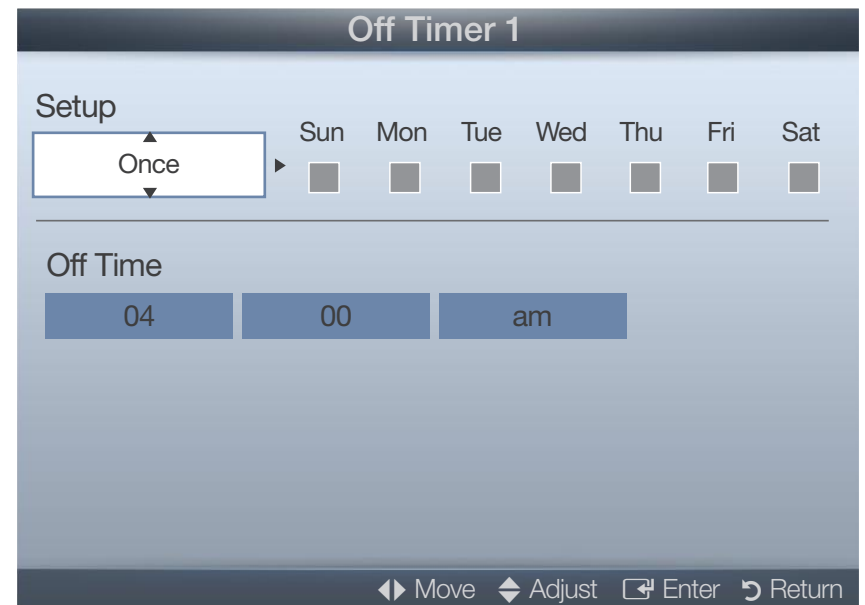 Off Timer 1
Setup
Once
Sun Mon Tue Wed Thu Fri Sat
Off Time
04 00 am
Move Adjust Enter Return